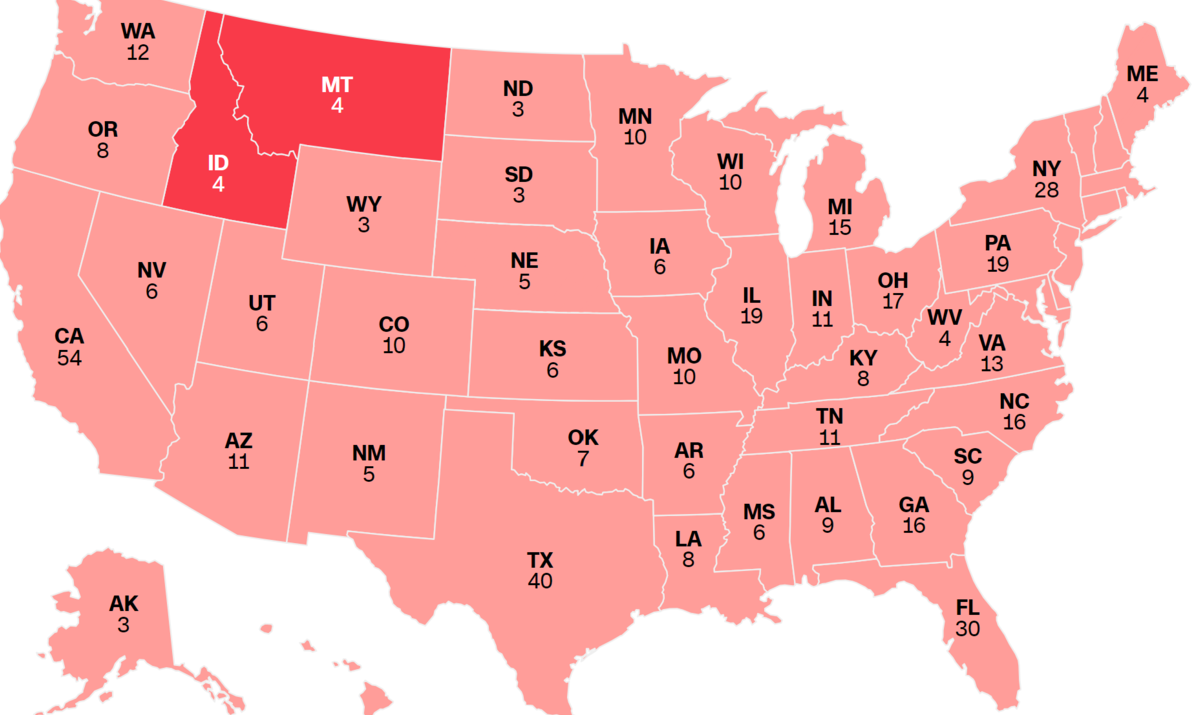 WA
12
OR
8
ID
4
MT
4
ND
3
MN
10
ME
4
SD
3
WI
10
NY
28
WY
3
MI
15
NV
6
NE
5
IA
6
PA
19
UT
6
CO
10
IL
19
IN
11
OH
17
CA
54
KS
6
MO
10
KY
8
WV
4
VA
13
AZ
11
NM
5
OK
7
AR
6
TN
11
NC
16
SC
9
MS
6
AL
9
GA
16
LA
8
TX
40
AK
3
FL
30